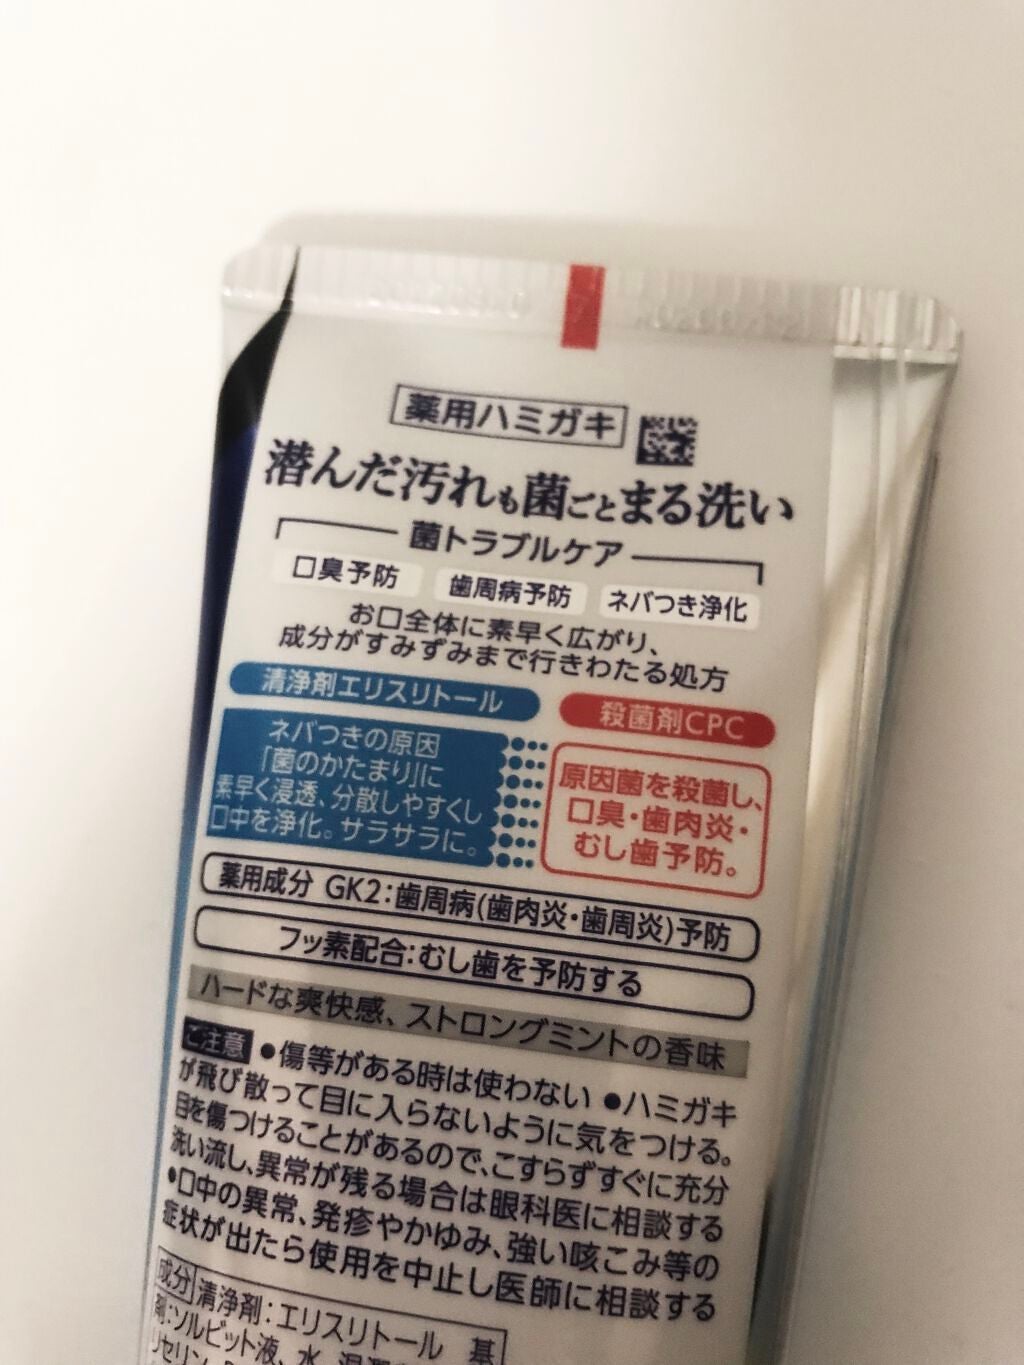 薬用ハミガキ
潜んだ汚れも菌ごとまる洗い
菌トラブルケア
口臭予防 歯周病予防 ネバつき浄化
お口全体に素早く広がり、
成分がすみずみまで行きわたる処方
清浄剤エリスリトール
ネバつきの原因
「菌のかたまり」に
素早く浸透、分散しやすくし
口中を浄化。サラサラに。
殺菌剤CPC
原因菌を殺菌し、
口臭・歯肉炎・
むし歯予防。
薬用成分 GK2:歯周病(歯肉炎・歯周炎)予防
フッ素配合:むし歯を予防する
ハードな爽快感、ストロングミントの香味
ご注意 ●傷等がある時は使わない ●ハミガキ
が飛び散って目に入らないように気をつける。
目を傷つけることがあるので、こすらずすぐに充分
洗い流し、異常が残る場合は眼科医に相談する
●口中の異常、発疹やかゆみ、強い咳こみ等の
症状が出たら使用を中止し医師に相談する
成分 清浄剤:エリスリトール 基
剤:ソルビット液、水 湿潤
リセリン